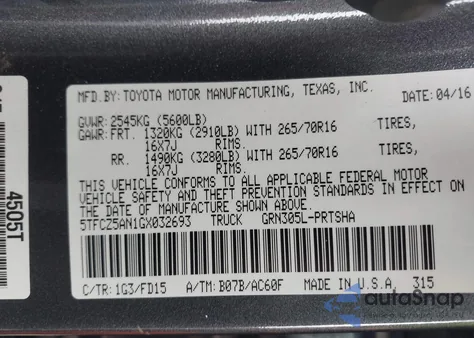 MFD.BY: TOYOTA MOTOR MANUFACTURING, TEXAS, INC.
DATE: 04/16
GVWR: 2545KG (5600LB)
GAWR: FRT. 1320KG (2910LB) WITH 265/70R16 TIRES,
16X7J RIMS.
RR. 1490KG (3280LB) WITH 265/70R16 TIRES,
16X7J RIMS.
THIS VEHICLE CONFORMS TO ALL APPLICABLE FEDERAL MOTOR
VEHICLE SAFETY AND THEFT PREVENTION STANDARDS IN EFFECT ON
THE DATE OF MANUFACTURE SHOWN ABOVE.
5TFCZ5AN1GX032693 TRUCK GRN305L-PRTSHA
C/TR: 1G3/FD15 A/TM: B07B/AC60F MADE IN U.S.A. 315
4505T
autoSnap